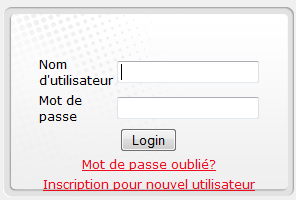 Nom
d'utilisateur
Mot de
passe
Login
Mot de passe oublié?
Inscription pour nouvel utilisateur